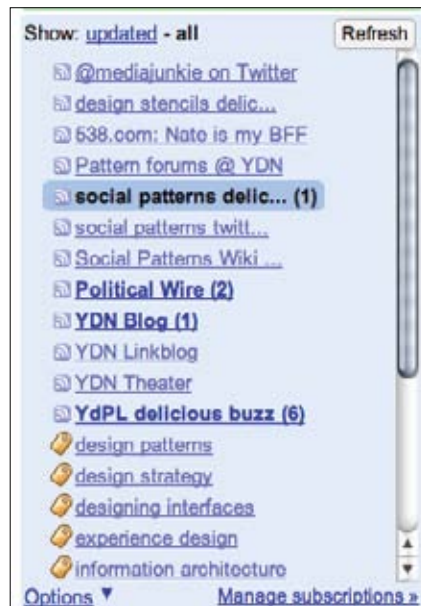 Show: updated - all Refresh
@mediajunkie on Twitter
design stencils delic...
538.com: Nate is my BFF
Pattern forums @ YDN
social patterns delic... (1)
social patterns twitt...
Social Patterns Wiki ...
Political Wire (2)
YDN Blog (1)
YDN Linkblog
YDN Theater
YdPL delicious buzz (6)
design patterns
design strategy
designing interfaces
experience design
information architecture
Options Manage subscriptions »